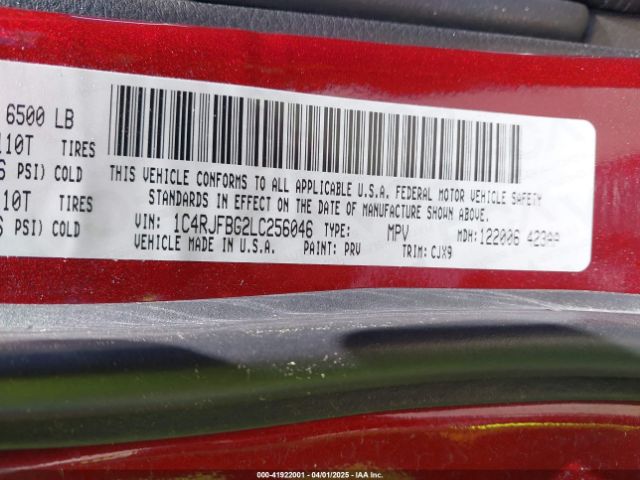 6500 LB
110T TIRES
PSI) COLD
10T TIRES
PSI) COLD
THIS VEHICLE CONFORMS TO ALL APPLICABLE U.S.A. FEDERAL MOTOR VEHICLE SAFETY
STANDARDS IN EFFECT ON THE DATE OF MANUFACTURE SHOWN ABOVE.
VIN: 1C4RJFBG2LC256046 TYPE: MPV MDH: 122006 423AA
VEHICLE MADE IN U.S.A. PAINT: PRV TRIM: CJX9
000-41922001 | 04/01/2025 - IAA